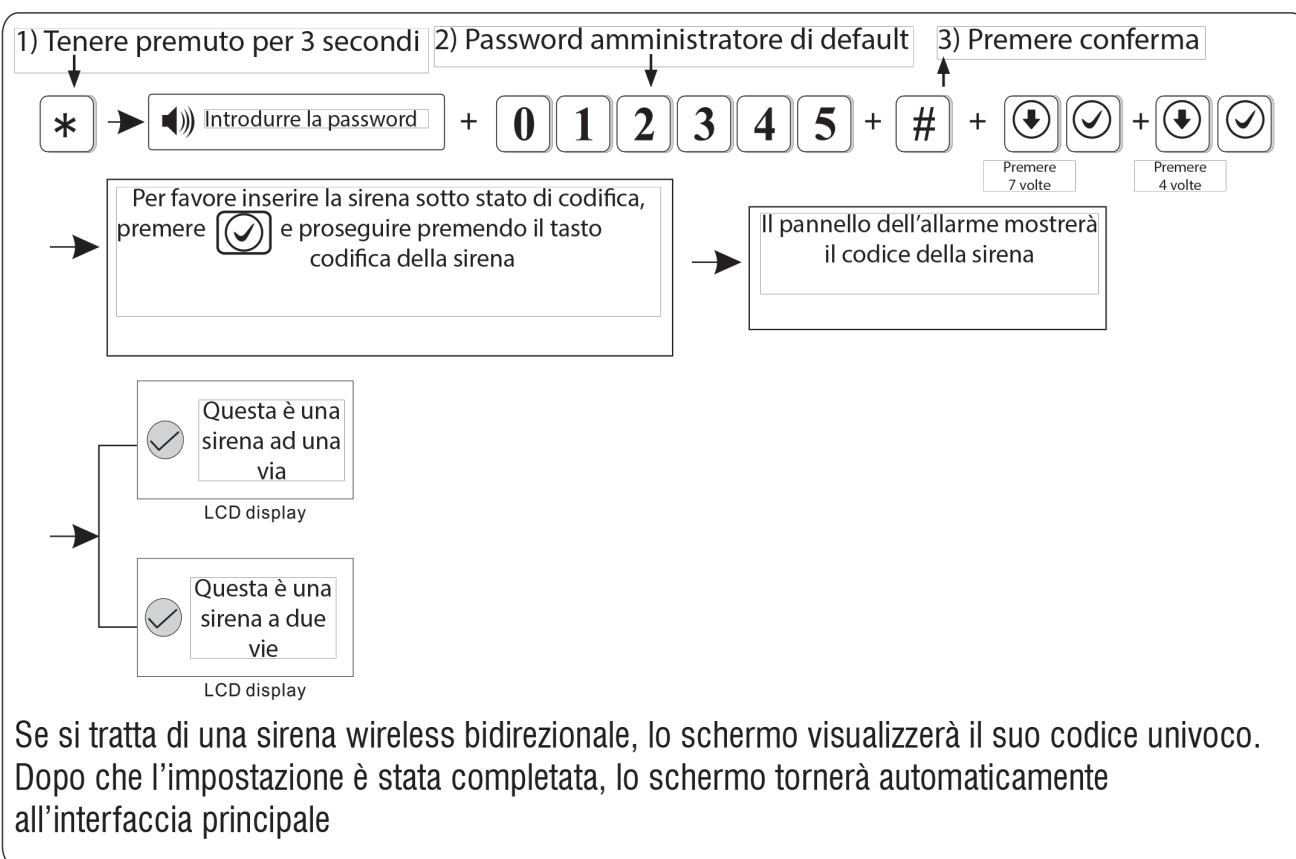 1) Tenere premuto per 3 secondi 2) Password amministratore di default 3) Premere conferma
* Introdurre la password + 0 1 2 3 4 5 + # + +
Premere
7 volte
Premere
4 volte
Per favore inserire la sirena sotto stato di codifica,
premere e proseguire premendo il tasto
codifica della sirena
Il pannello dell'allarme mostrerà
il codice della sirena
Questa è una
sirena ad una
via
LCD display
Questa è una
sirena a due
vie
LCD display
Se si tratta di una sirena wireless bidirezionale, lo schermo visualizzerà il suo codice univoco.
Dopo che l'impostazione è stata completata, lo schermo tornerà automaticamente
all'interfaccia principale